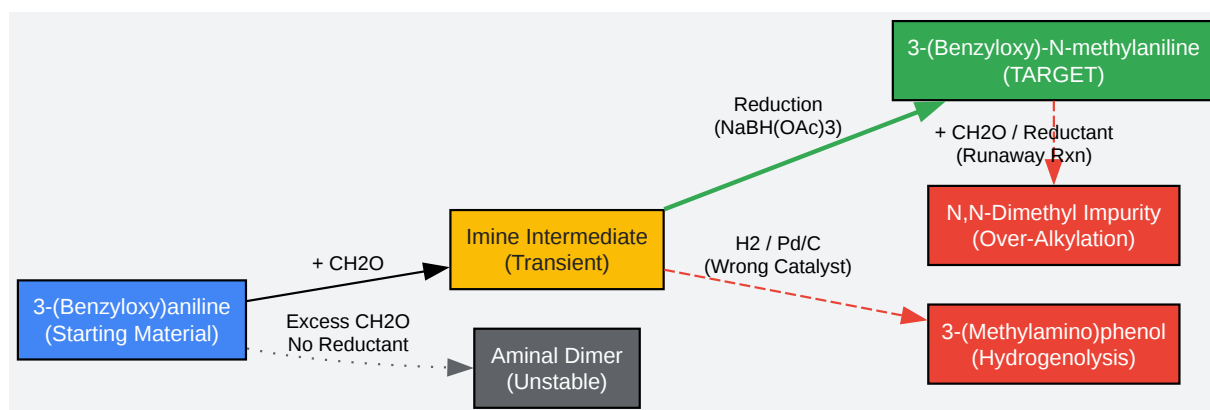 3-(Benzyloxy)-N-methylaniline
(TARGET)
Reduction
(NaBH(OAc)3)
+ CH2O / Reductant
(Runaway Rxn)
N,N-Dimethyl Impurity
(Over-Alkylation)
Imine Intermediate
(Transient)
H2 / Pd/C
(Wrong Catalyst)
+ CH2O
3-(Benzyloxy)aniline
(Starting Material)
Excess CH2O
No Reductant
Aminal Dimer
(Unstable)
3-(Methylamino)phenol
(Hydrogenolysis)